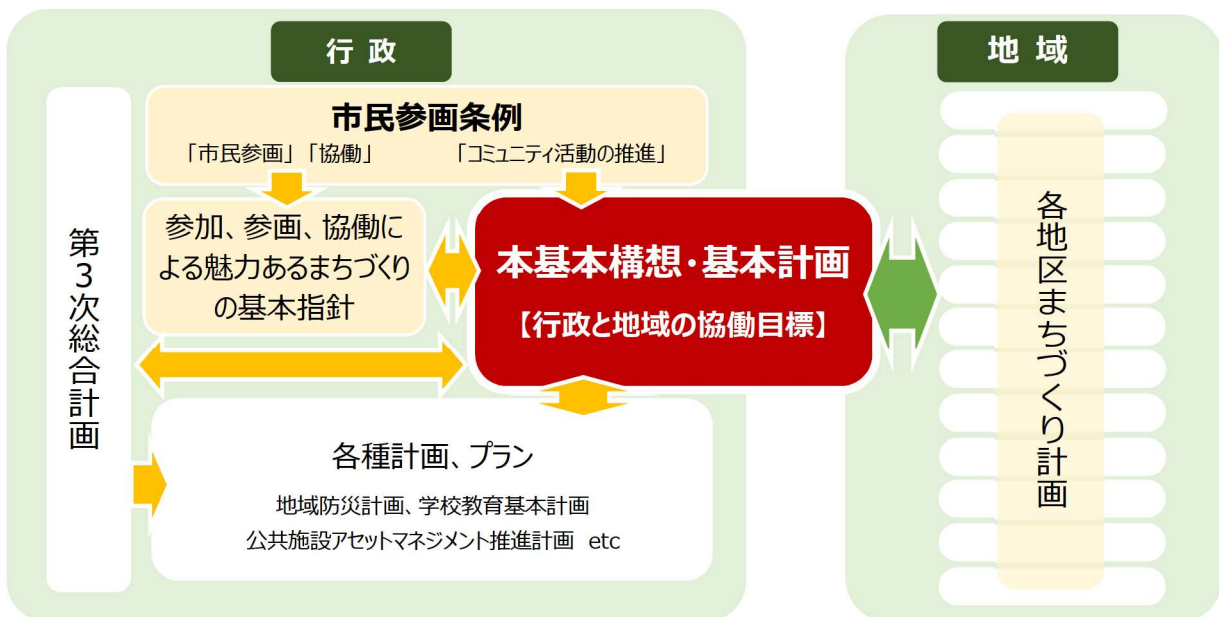 行 政
市民参画条例
「市民参画」「協働」
「コミュニティ活動の推進」
第3次総合計画
参加、参画、協働に
よる魅力あるまちづくり
の基本指針
本基本構想・基本計画
【行政と地域の協働目標】
各種計画、プラン
地域防災計画、学校教育基本計画
公共施設アセットマネジメント推進計画 etc
地 域
各地区まちづくり計画